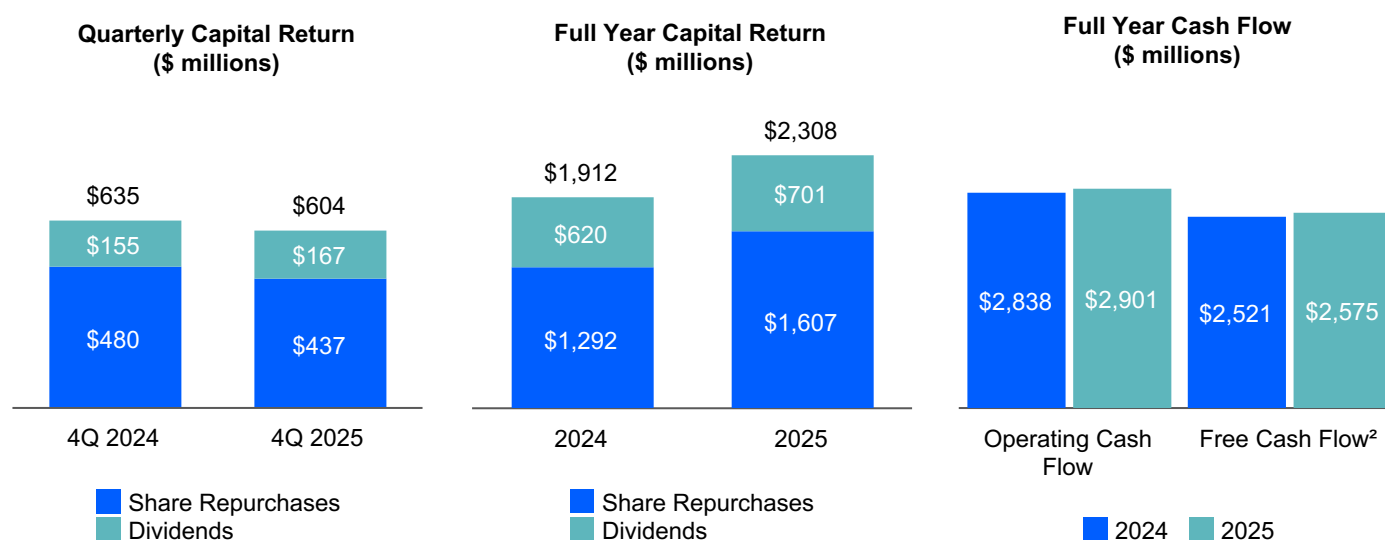 Quarterly Capital Return
($ millions)
$635
$155
$480
$604
$167
$437
4Q 2024
4Q 2025
Share Repurchases
Dividends
Full Year Capital Return
($ millions)
$1,912
$620
$1,292
$2,308
$701
$1,607
2024
2025
Share Repurchases
Dividends
Full Year Cash Flow
($ millions)
$2,838
$2,901
$2,521
$2,575
Operating Cash
Flow
Free Cash Flow²
2024
2025